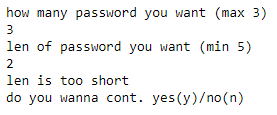 how many password you want (max 3)
3
len of password you want (min 5)
2
len is too short
do you wanna cont. yes(y)/no(n)